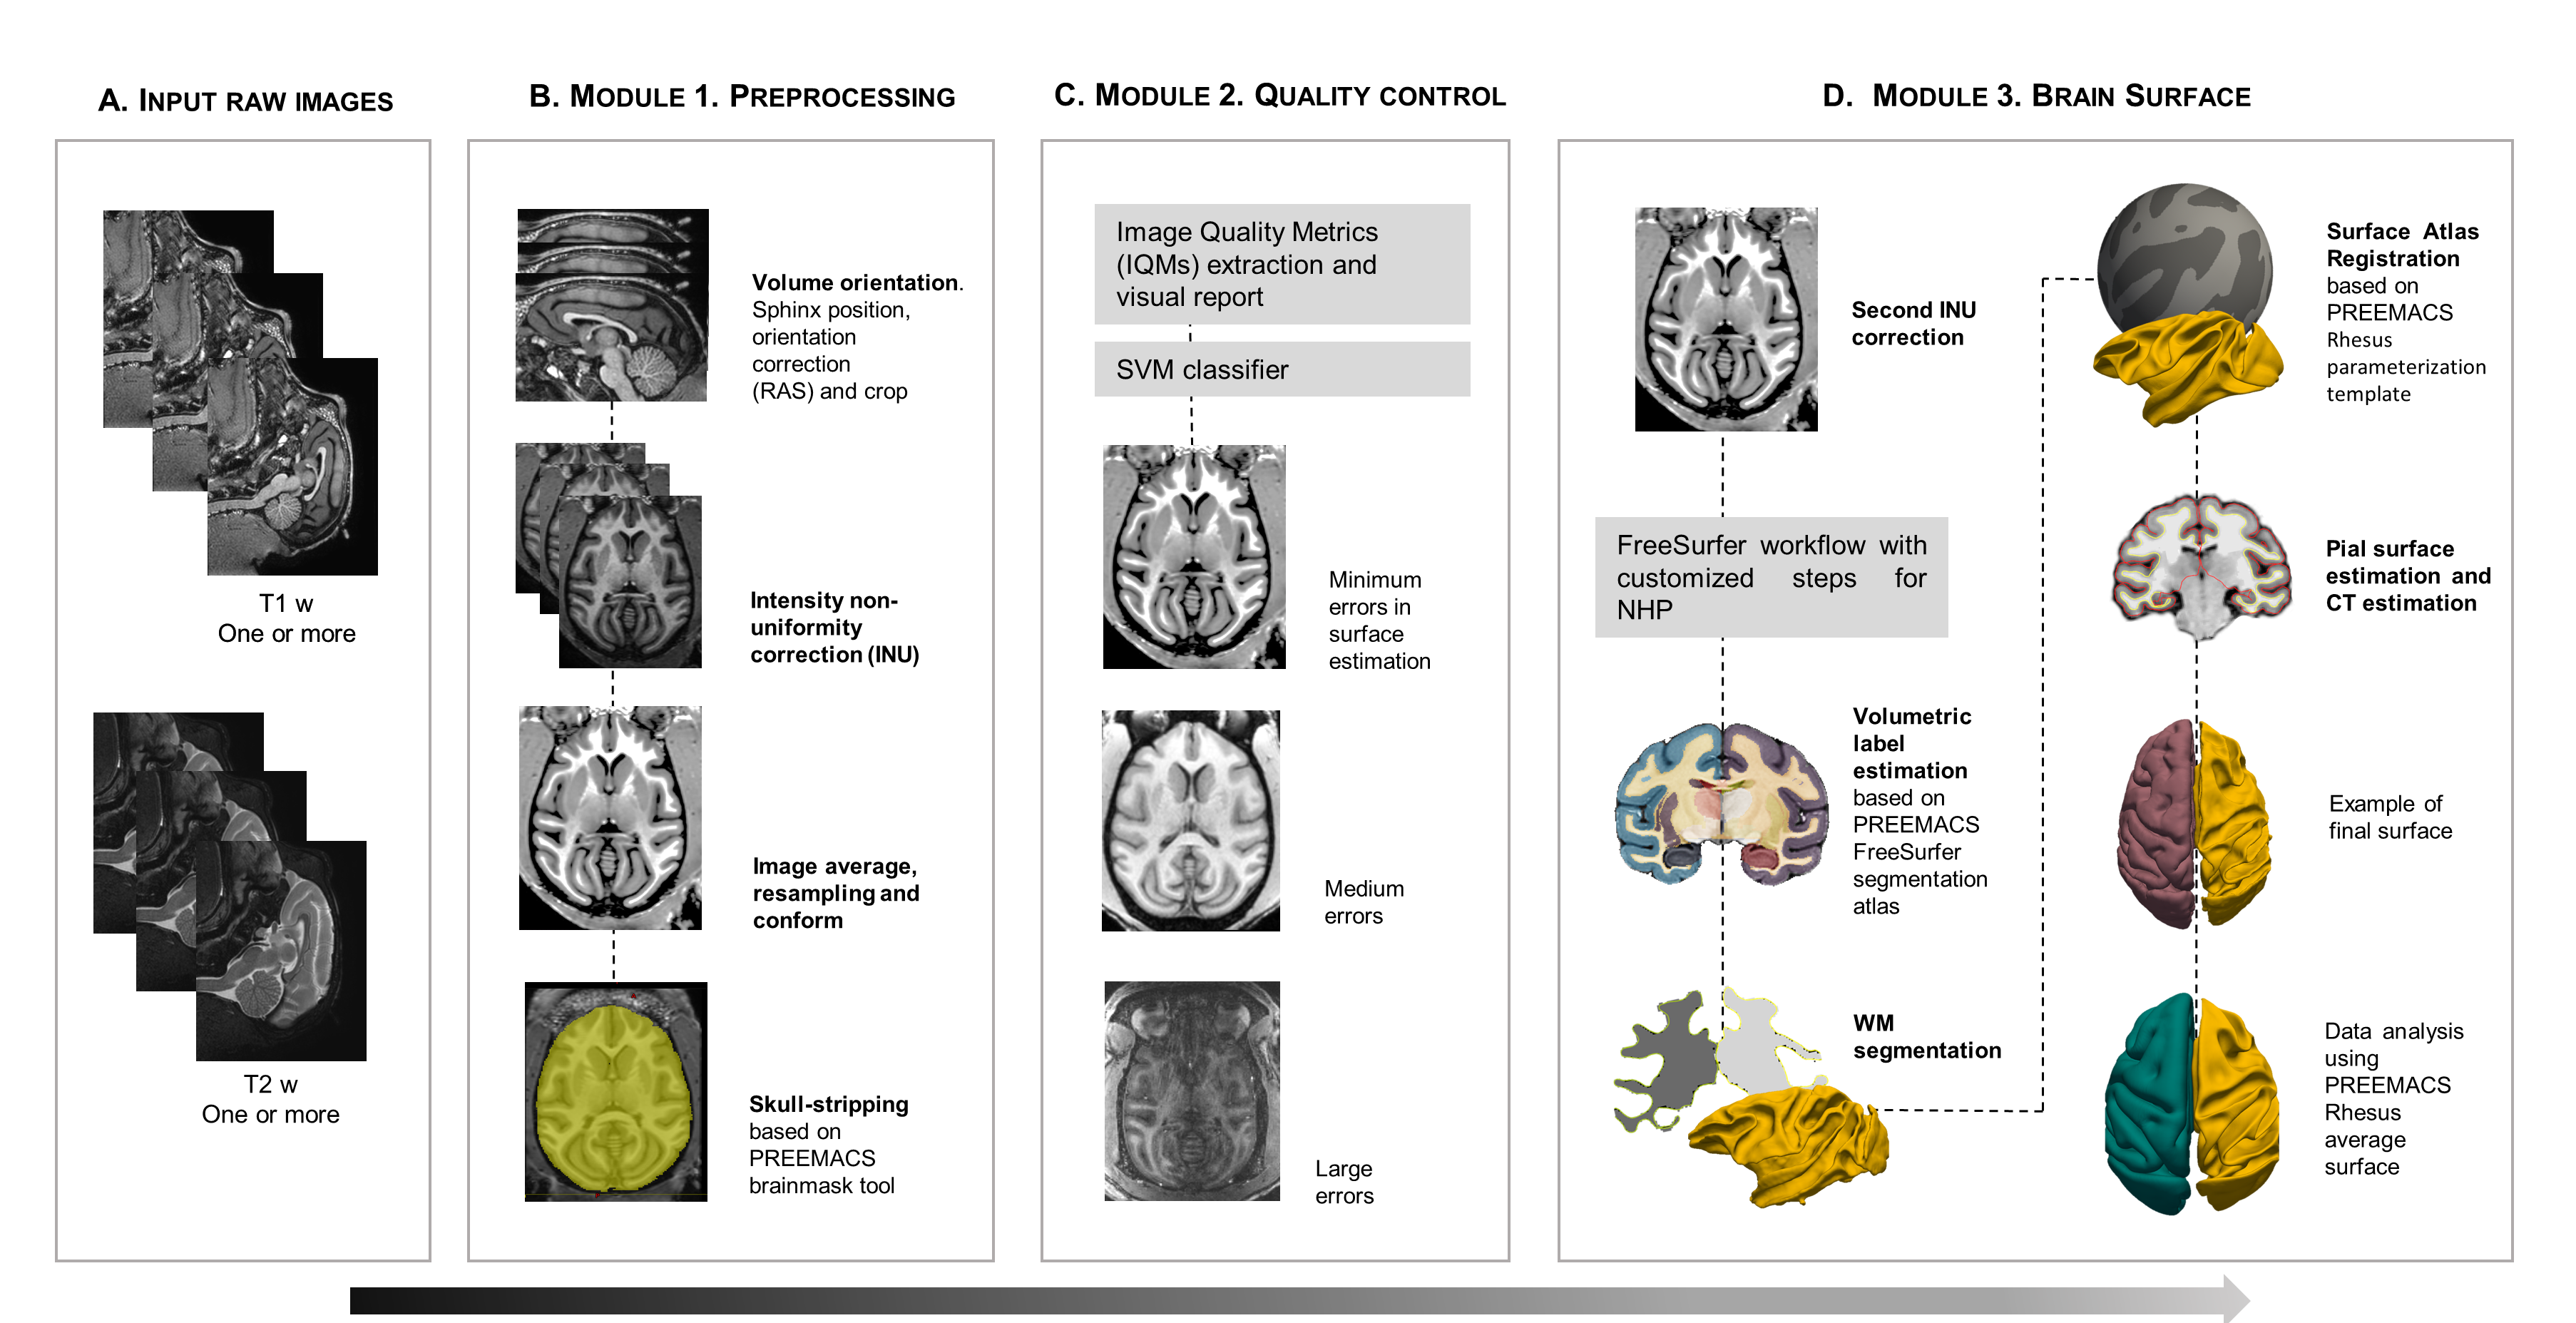 A. INPUT RAW IMAGES
T1 w
One or more
T2 w
One or more
B. MODULE 1. PREPROCESSING
Volume orientation.
Sphinx position,
orientation
correction
(RAS) and crop
Intensity non-
uniformity
correction (INU)
Image average,
resampling and
conform
Skull-stripping
based on
PREEMACS
brainmask tool
C. MODULE 2. QUALITY CONTROL
Image Quality Metrics
(IQMs) extraction and
visual report
SVM classifier
Minimum
errors in
surface
estimation
Medium
errors
Large
errors
D. MODULE 3. BRAIN SURFACE
Second INU
correction
FreeSurfer workflow with
customized steps for
NHP
Volumetric
label
estimation
based on
PREEMACS
FreeSurfer
segmentation
atlas
WM
segmentation
Surface Atlas
Registration
based on
PREEMACS
Rhesus
parameterization
template
Pial surface
estimation and
CT estimation
Example of
final surface
Data analysis
using
PREEMACS
Rhesus
average
surface